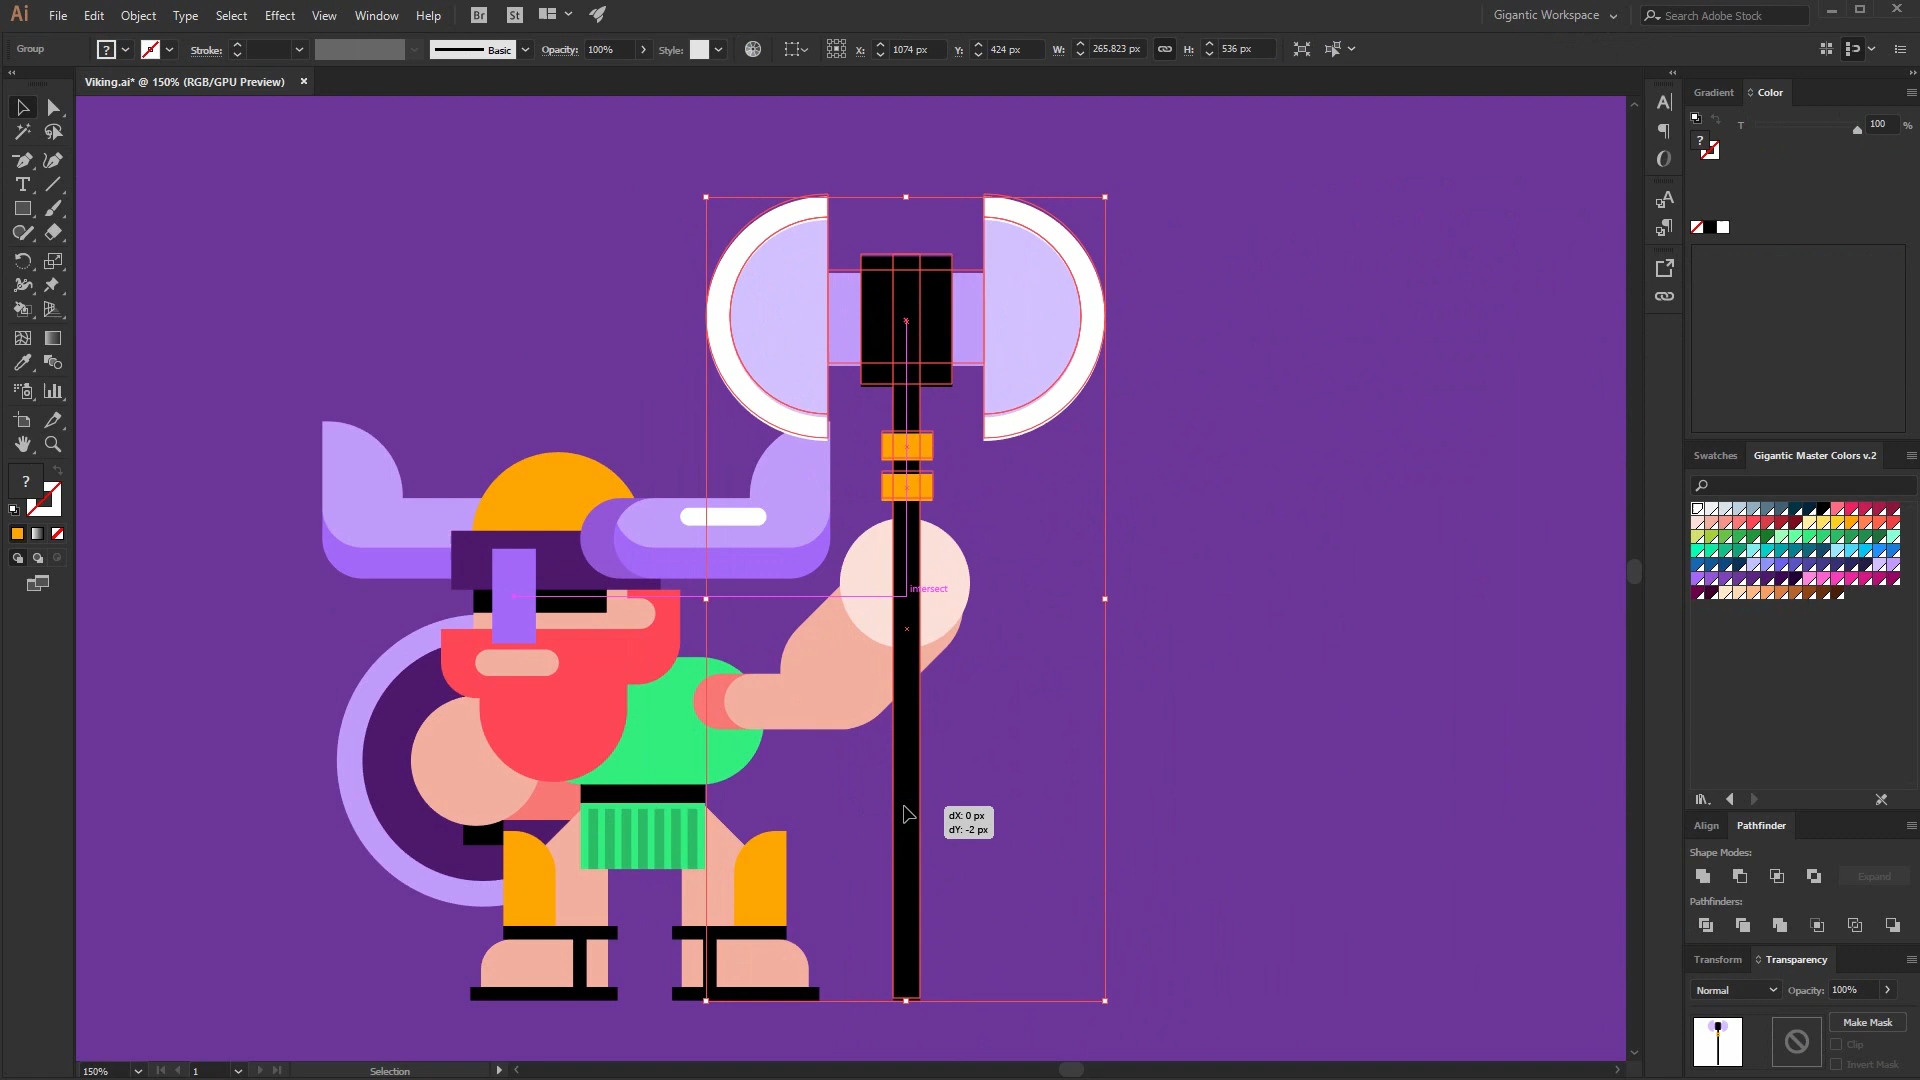 Ai File Edit Object Type Select Effect View Window Help Br St Gigantic Workspace Search Adobe Stock
Group ? Stroke: Basic Opacity: 100% Style: X: 1074 px Y: 424 px W: 265.823 px H: 536 px
Viking.ai* @ 150% (RGB/GPU Preview) ×
Gradient Color
T 100 %
?
?
Swatches Gigantic Master Colors v.2
intersect
dX: 0 px
dY: -2 px
Align Pathfinder
Shape Modes:
Expand
Pathfinders:
Transform Transparency
Normal Opacity: 100%
Make Mask
Clip
Invert Mask
150% 1 Selection